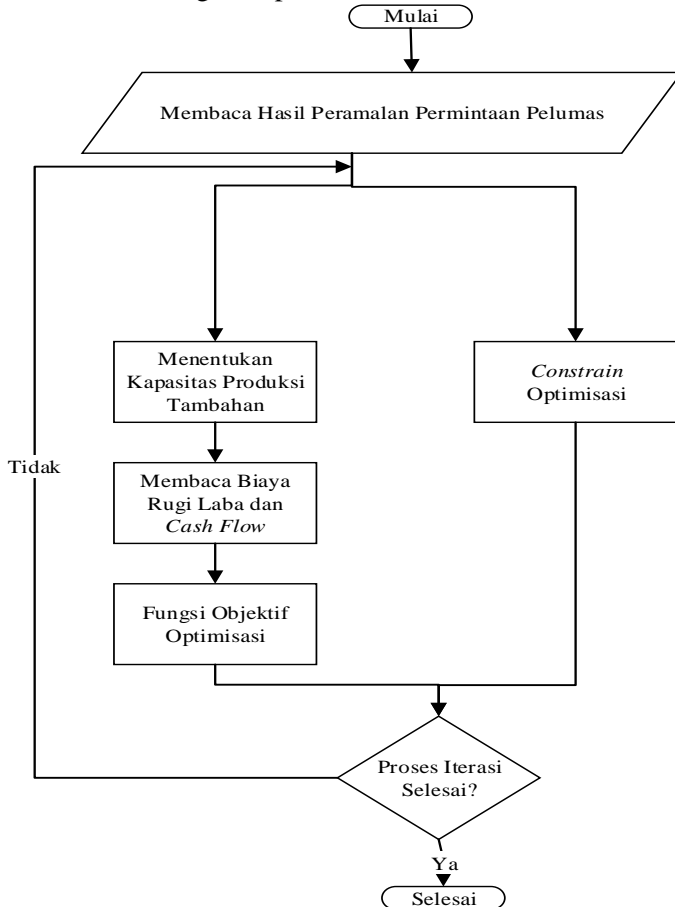 Mulai
Membaca Hasil Peramalan Permintaan Pelumas
Menentukan
Kapasitas Produksi
Tambahan
Constrain
Optimisasi
Tidak
Membaca Biaya
Rugi Laba dan
Cash Flow
Fungsi Objektif
Optimisasi
Proses Iterasi
Selesai?
Ya
Selesai